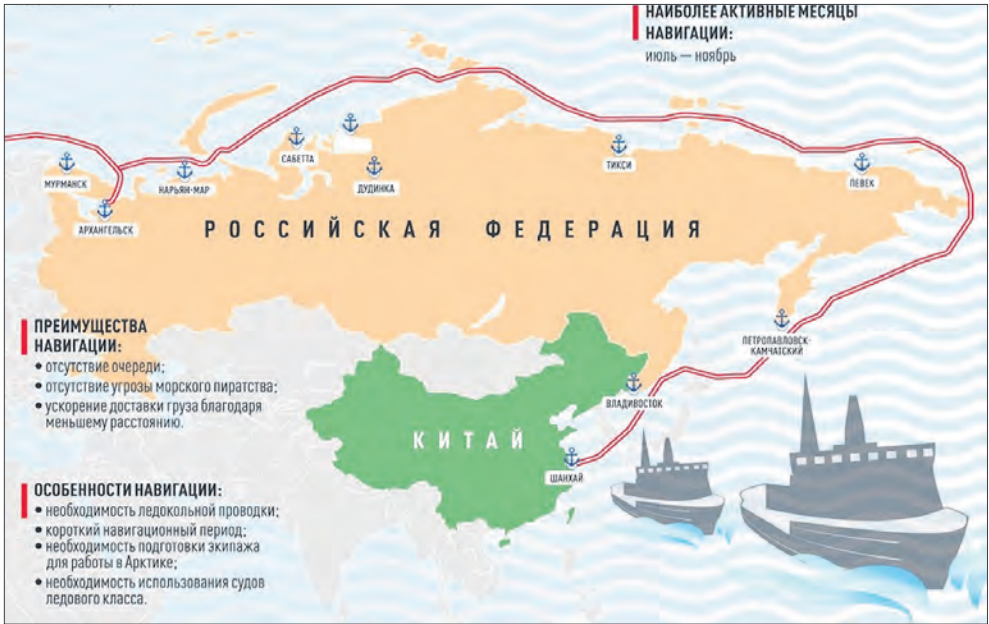 НАИБОЛЕЕ АКТИВНЫЕ МЕСЯЦЫ
НАВИГАЦИИ:
июль — ноябрь
МУРМАНСК
АРХАНГЕЛЬСК
НАРЬЯН-МАР
САБЕТТА
ДУДИНКА
ТИКСИ
ПЕВЕК
РОССИЙСКАЯ ФЕДЕРАЦИЯ
ПЕТРОПАВЛОВСК-
КАМЧАТСКИЙ
ВЛАДИВОСТОК
КИТАЙ
ШАНХАЙ
ПРЕИМУЩЕСТВА
НАВИГАЦИИ:
• отсутствие очереди;
• отсутствие угрозы морского пиратства;
• ускорение доставки груза благодаря
меньшему расстоянию.
ОСОБЕННОСТИ НАВИГАЦИИ:
• необходимость ледокольной проводки;
• короткий навигационный период;
• необходимость подготовки экипажа
для работы в Арктике;
• необходимость использования судов
ледового класса.